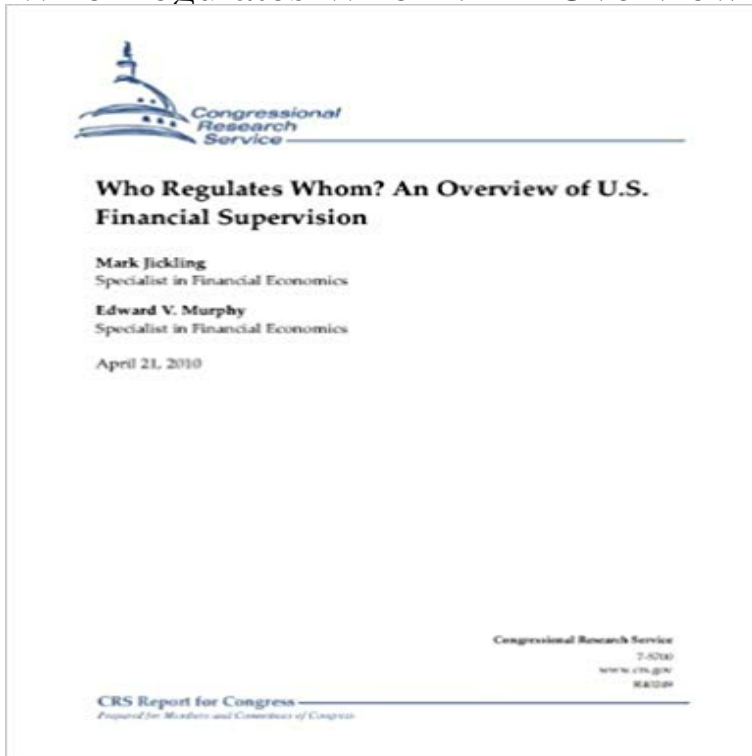 Congressional
Research
Service
Who Regulates Whom? An Overview of U.S.
Financial Supervision
Mark Jickling
Specialist in Financial Economics
Edward V. Murphy
Specialist in Financial Economics
April 21, 2010
Congressional Research Service
7-5700
www.crs.gov
CRS Report for Congress
Prepared for Members and Committees of Congress